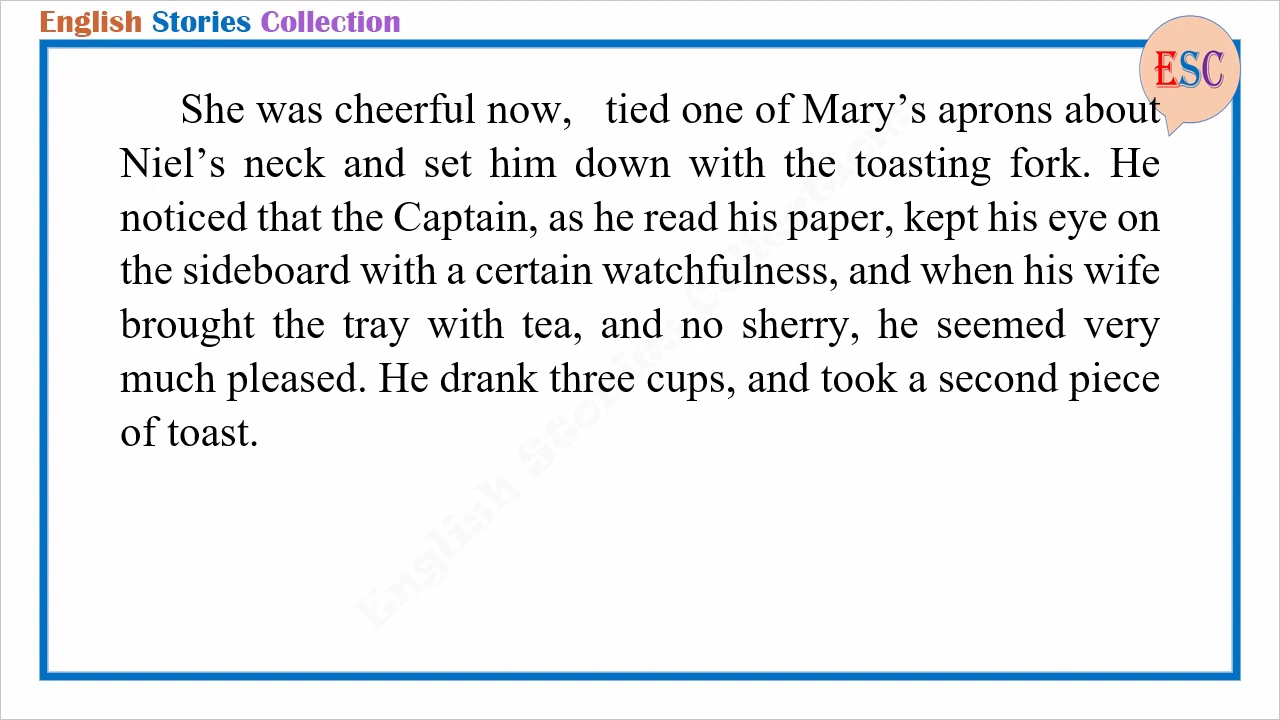 English Stories Collection
ESC
She was cheerful now, tied one of Mary’s aprons about
Niel’s neck and set him down with the toasting fork. He
noticed that the Captain, as he read his paper, kept his eye on
the sideboard with a certain watchfulness, and when his wife
brought the tray with tea, and no sherry, he seemed very
much pleased. He drank three cups, and took a second piece
of toast.
English Stories Collection